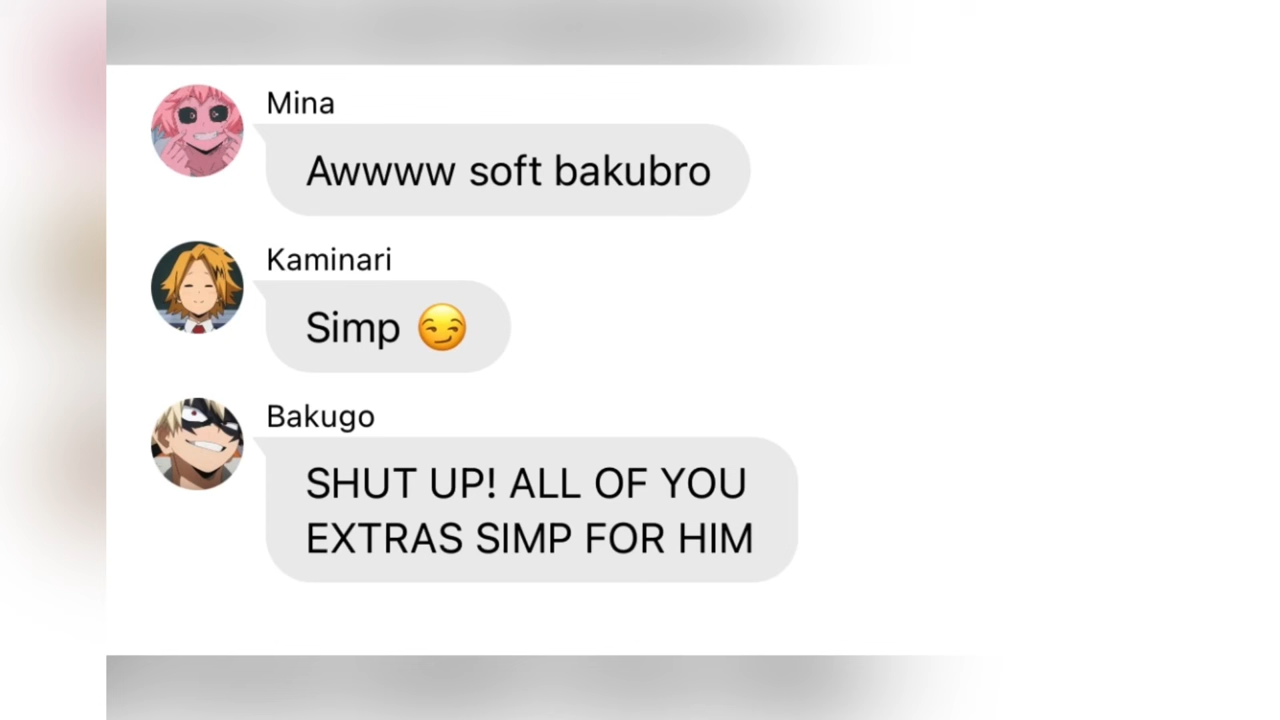 Mina
Awwww soft bakubro
Kaminari
Simp 😏
Bakugo
SHUT UP! ALL OF YOU
EXTRAS SIMP FOR HIM